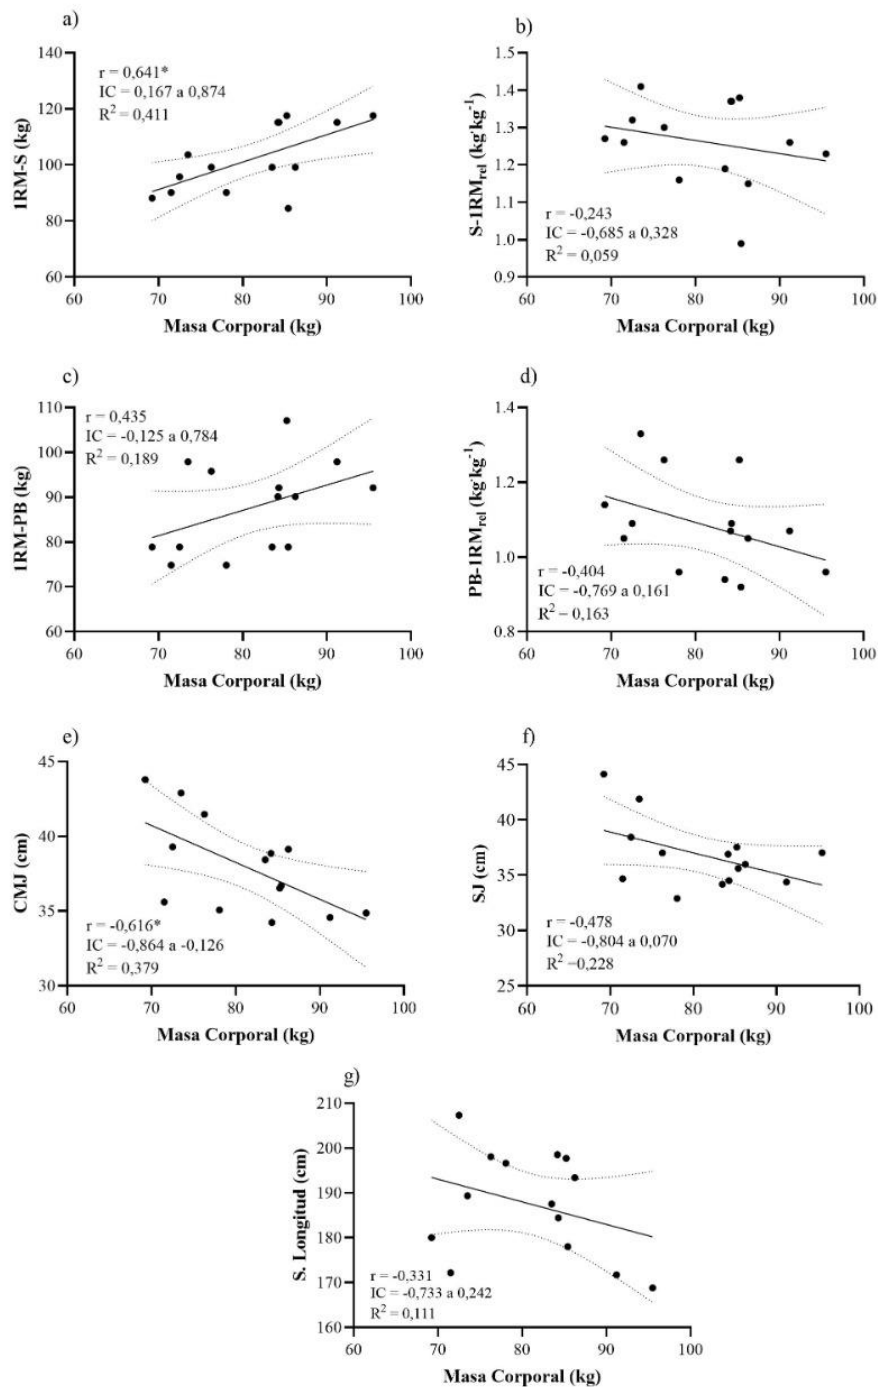 a)
140
120
100
80
60
r = 0,641*
IC = 0,167 a 0,874
R² = 0,411
1RM-S (kg)
60 70 80 90 100
Masa Corporal (kg)
b)
1.5
1.4
1.3
1.2
1.1
1.0
0.9
S-1RMrel (kg·kg-1)
r = -0,243
IC = -0,685 a 0,328
R² = 0,059
60 70 80 90 100
Masa Corporal (kg)
c)
110
100
90
80
70
60
r = 0,435
IC = -0,125 a 0,784
R² = 0,189
1RM-PB (kg)
60 70 80 90 100
Masa Corporal (kg)
d)
1.4
1.2
1.0
0.8
PB-1RMrel (kg·kg-1)
r = -0,404
IC = -0,769 a 0,161
R² = 0,163
60 70 80 90 100
Masa Corporal (kg)
e)
45
40
35
30
CMJ (cm)
r = -0,616*
IC = -0,864 a -0,126
R² = 0,379
60 70 80 90 100
Masa Corporal (kg)
f)
45
40
35
30
25
SJ (cm)
r = -0,478
IC = -0,804 a 0,070
R² =0,228
60 70 80 90 100
Masa Corporal (kg)
g)
210
200
190
180
170
160
S. Longitud (cm)
r = -0,331
IC = -0,733 a 0,242
R² = 0,111
60 70 80 90 100
Masa Corporal (kg)